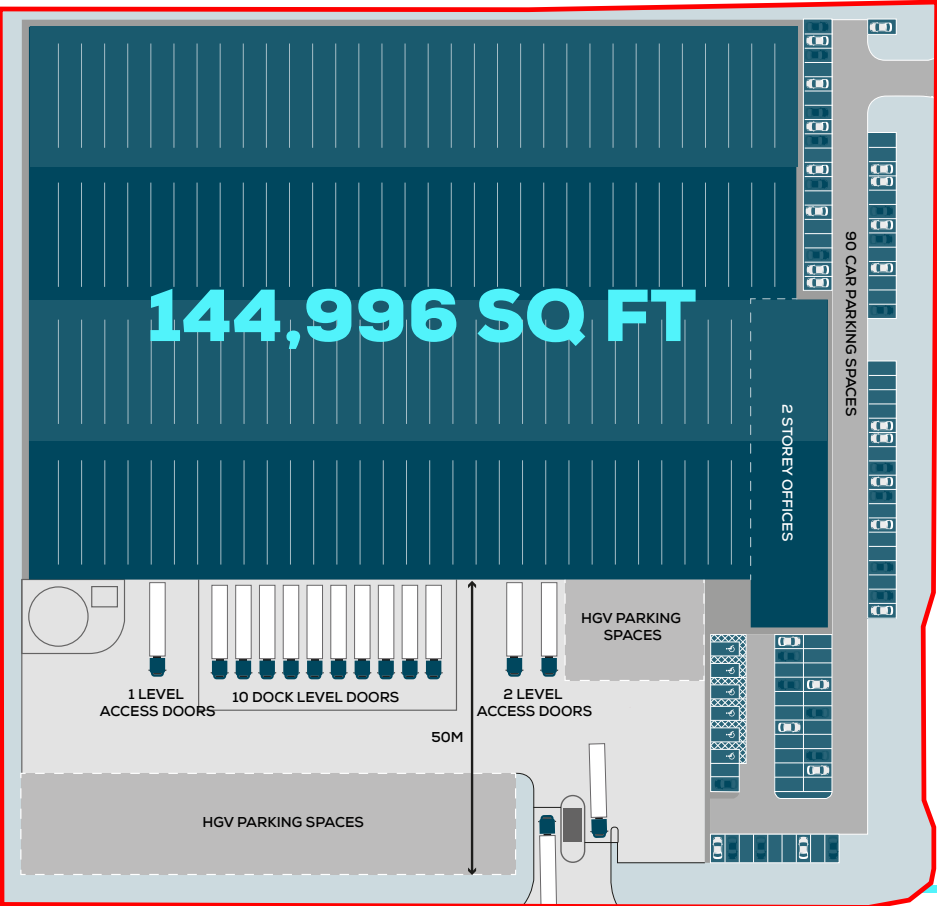 144,996 SQ FT
90 CAR PARKING SPACES
2 STOREY OFFICES
HGV PARKING
SPACES
1 LEVEL
ACCESS DOORS
10 DOCK LEVEL DOORS
2 LEVEL
ACCESS DOORS
50M
HGV PARKING SPACES